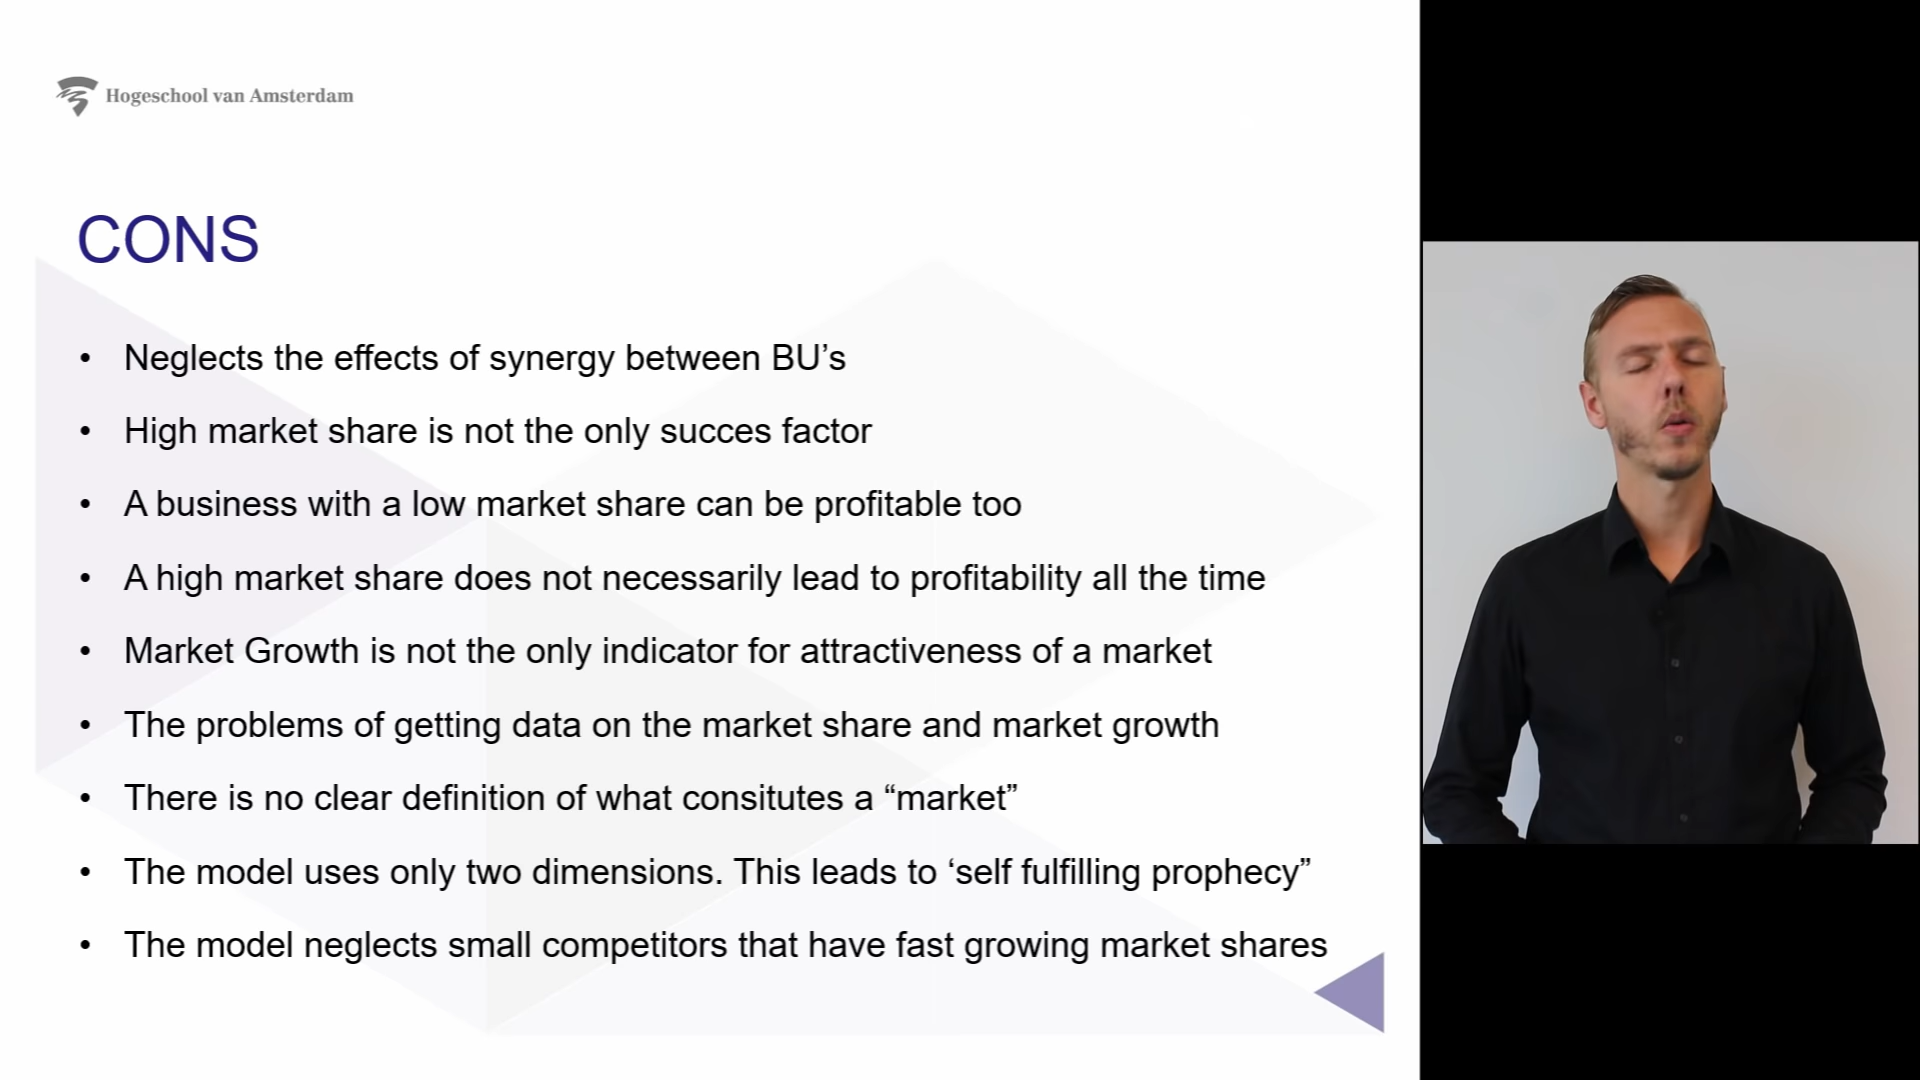 Hogeschool van Amsterdam
CONS
• Neglects the effects of synergy between BU’s
• High market share is not the only succes factor
• A business with a low market share can be profitable too
• A high market share does not necessarily lead to profitability all the time
• Market Growth is not the only indicator for attractiveness of a market
• The problems of getting data on the market share and market growth
• There is no clear definition of what consitutes a “market”
• The model uses only two dimensions. This leads to ‘self fulfilling prophecy”
• The model neglects small competitors that have fast growing market shares